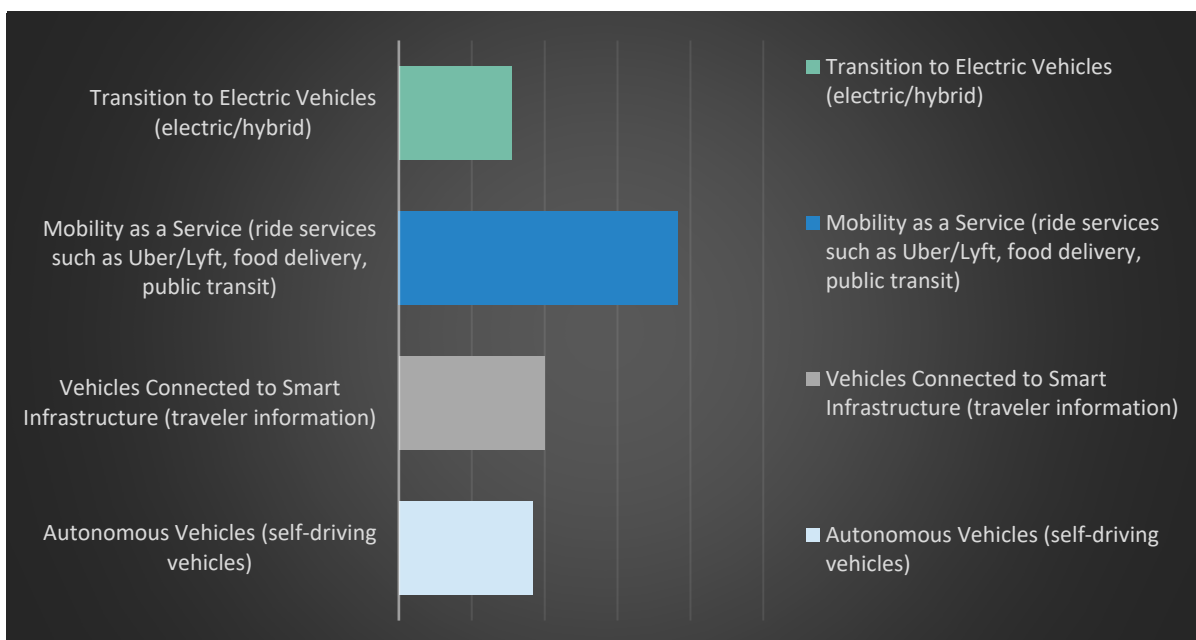 Transition to Electric Vehicles
(electric/hybrid)
Mobility as a Service (ride services
such as Uber/Lyft, food delivery,
public transit)
Vehicles Connected to Smart
Infrastructure (traveler information)
Autonomous Vehicles (self-driving
vehicles)
Transition to Electric Vehicles
(electric/hybrid)
Mobility as a Service (ride services
such as Uber/Lyft, food delivery,
public transit)
Vehicles Connected to Smart
Infrastructure (traveler information)
Autonomous Vehicles (self-driving
vehicles)